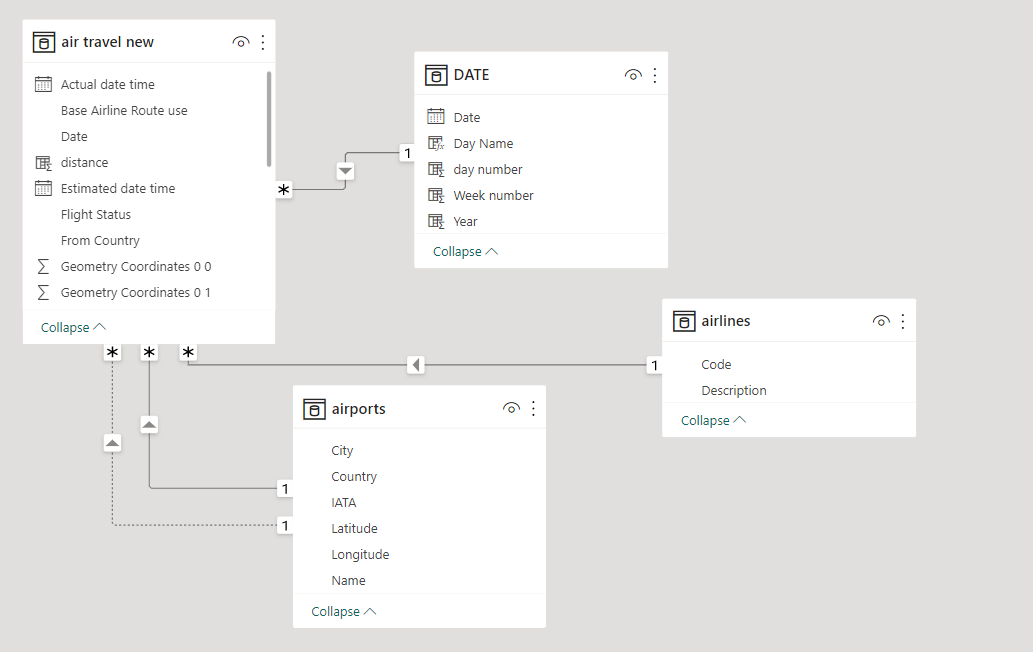 air travel new
Actual date time
Base Airline Route use
Date
distance
Estimated date time
Flight Status
From Country
Geometry Coordinates 0 0
Geometry Coordinates 0 1
Collapse
DATE
Date
Day Name
day number
Week number
Year
Collapse
1
*
airlines
Code
Description
Collapse
1
* * *
airports
City
Country
IATA
Latitude
Longitude
Name
Collapse
1
1